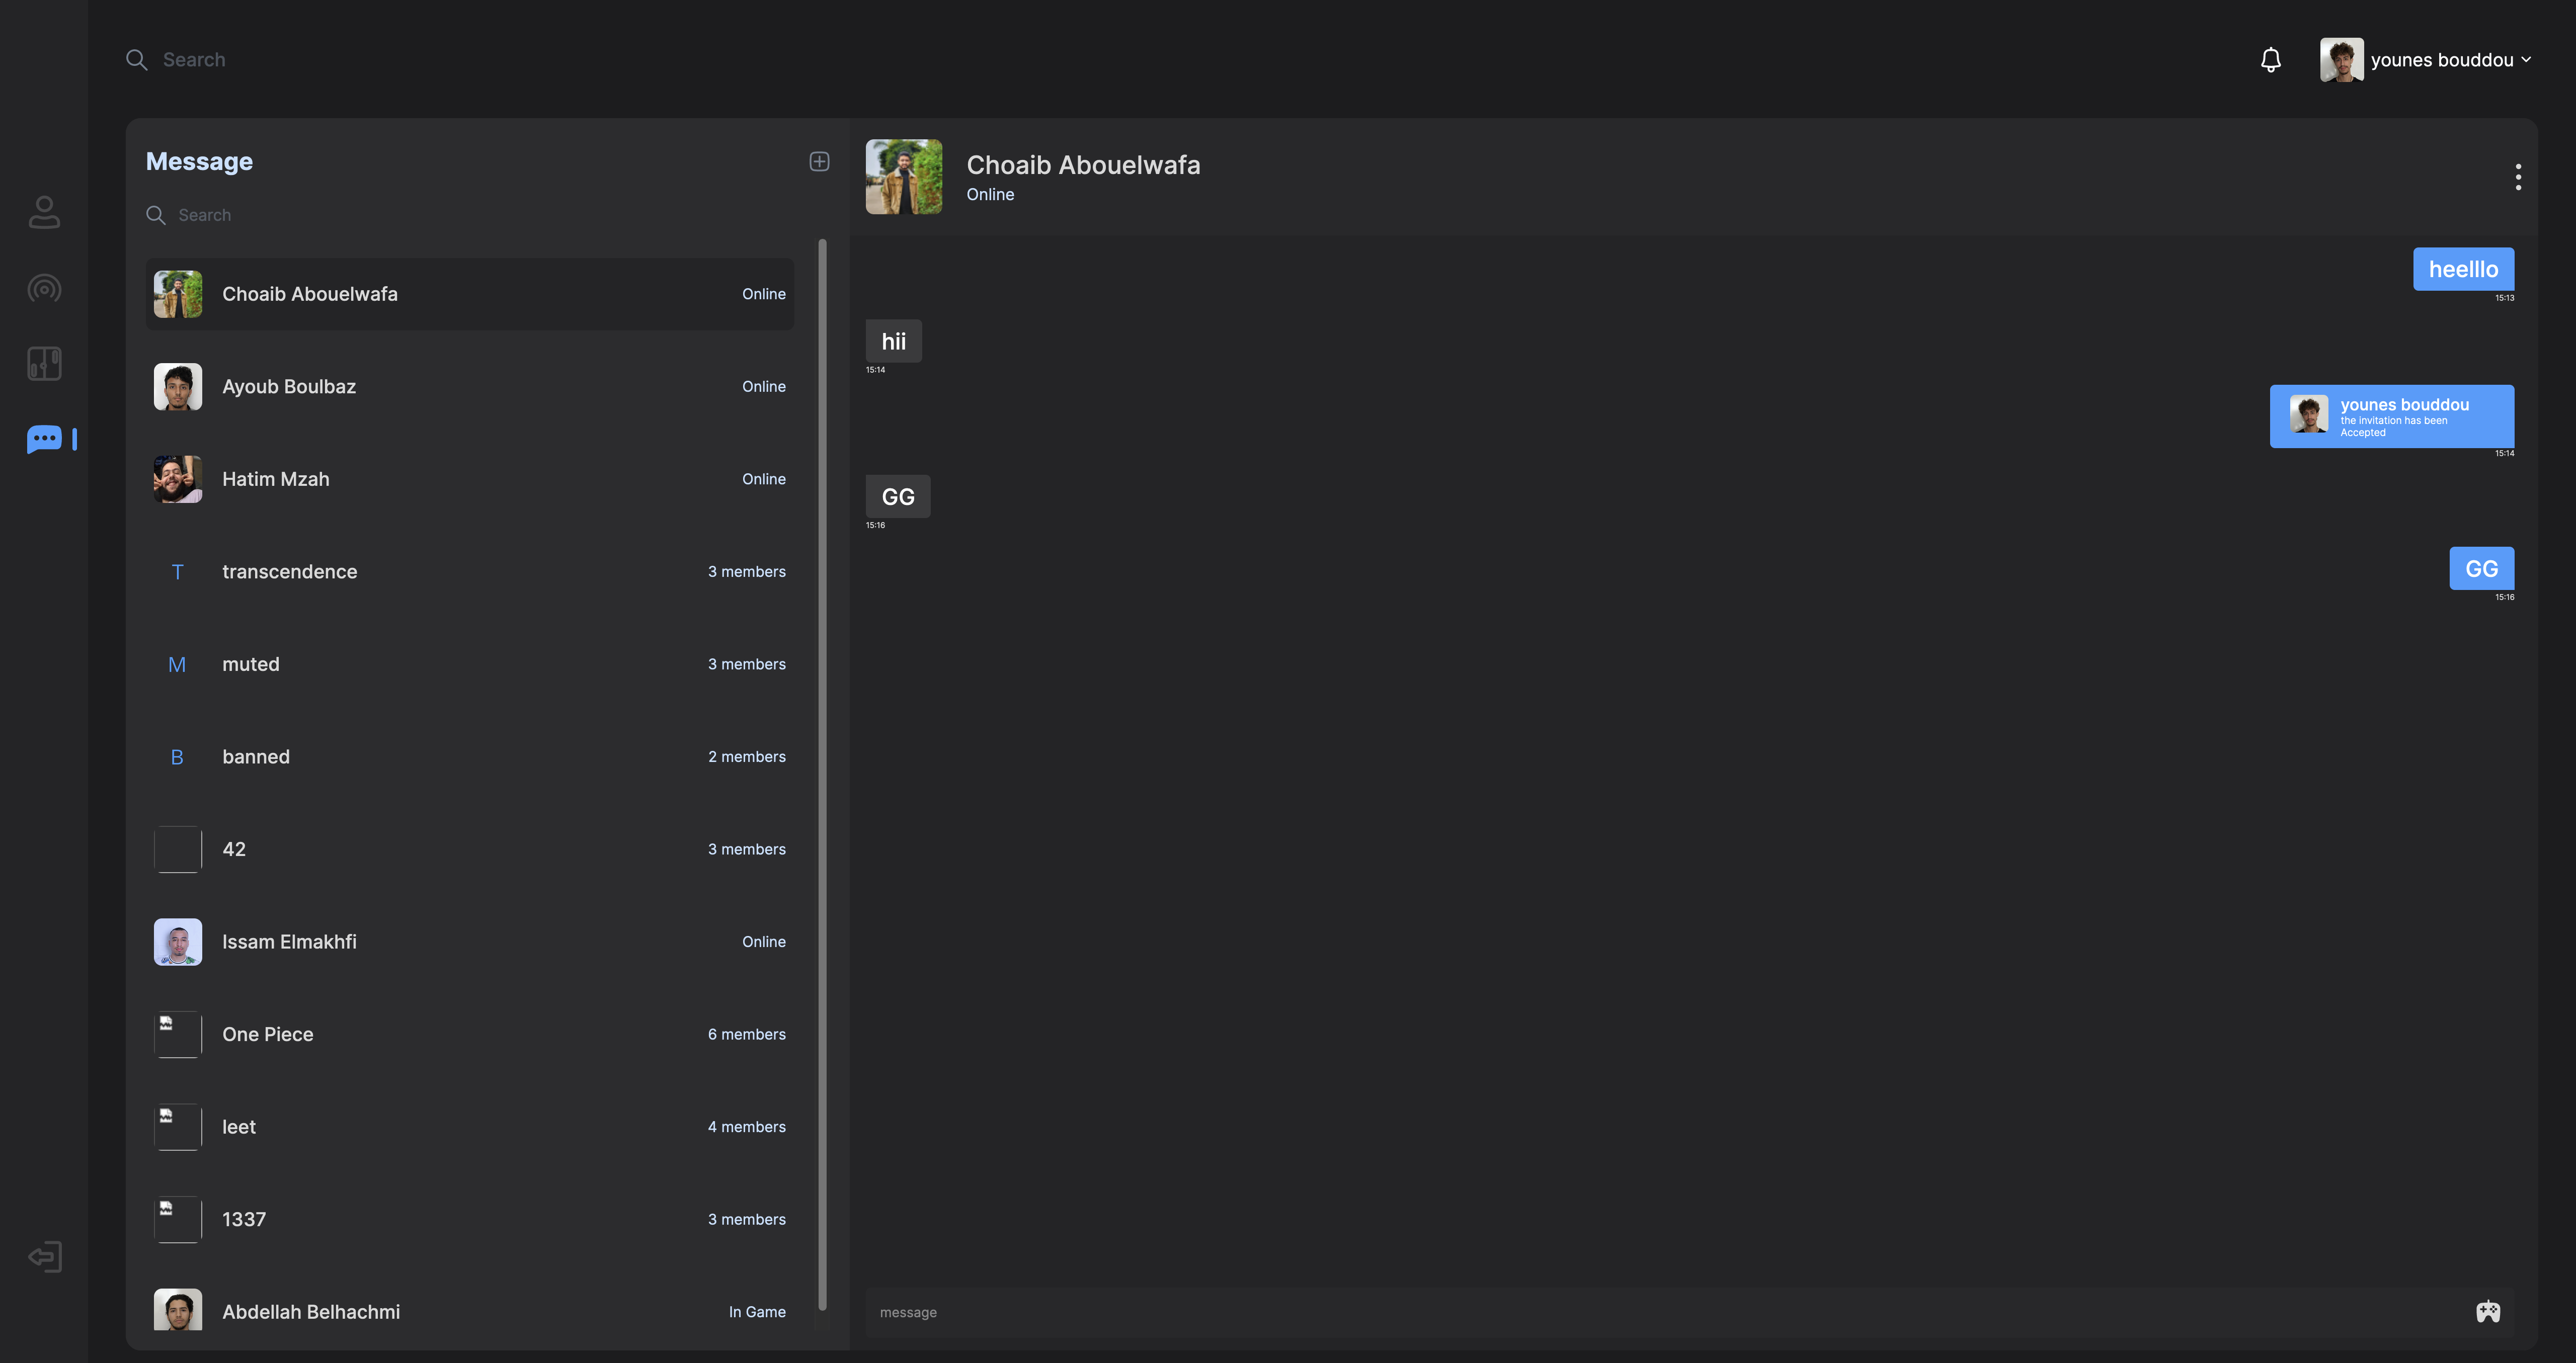 Search
younes bouddou
Message
Search
Choaib Abouelwafa
Online
Ayoub Boulbaz
Online
Hatim Mzah
Online
T
transcendence
3 members
M
muted
3 members
B
banned
2 members
42
3 members
Issam Elmakhfi
Online
One Piece
6 members
leet
4 members
1337
3 members
Abdellah Belhachmi
In Game
Choaib Abouelwafa
Online
heelllo
15:13
hii
15:14
younes bouddou
the invitation has been
Accepted
15:14
GG
15:16
GG
15:16
message